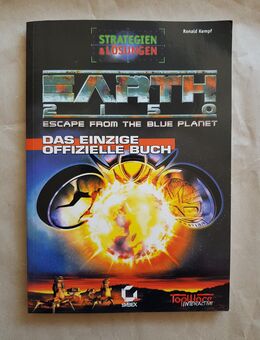 STRATEGIEN
& LÖSUNGEN
Ronald Kempf
EARTH
2150
ESCAPE FROM THE BLUE PLANET
DAS EINZIGE
OFFIZIELLE BUCH
SYBEX
TopWare
INTERACTIVE